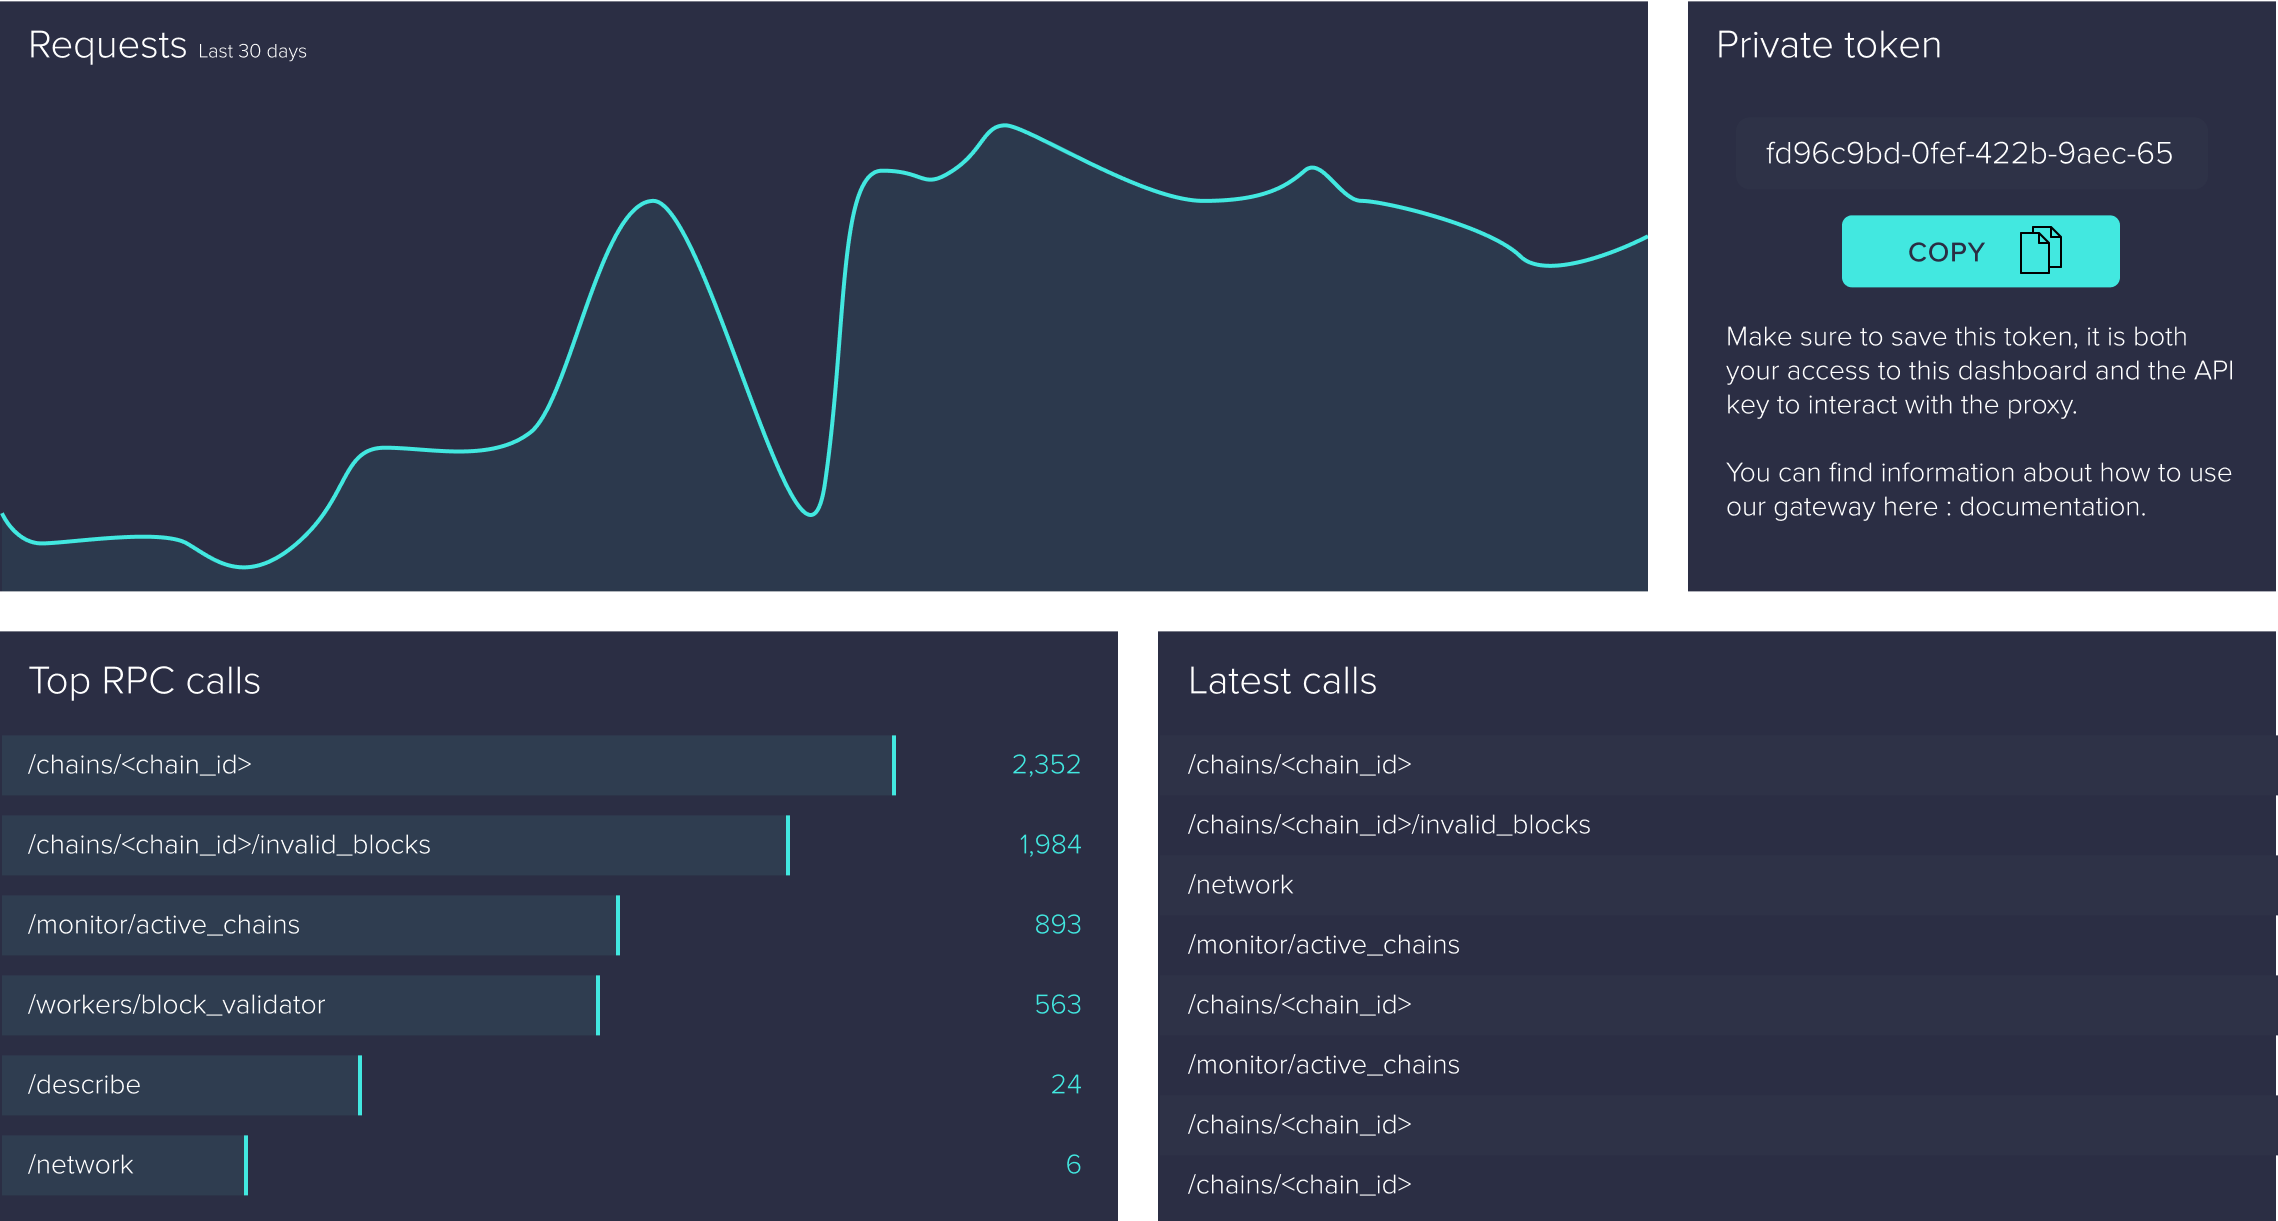 Requests Last 30 days
Private token
fd96c9bd-0fef-422b-9aec-65
COPY
Make sure to save this token, it is both
your access to this dashboard and the API
key to interact with the proxy.
You can find information about how to use
our gateway here : documentation.
Top RPC calls
/chains/<chain_id> 2,352
/chains/<chain_id>/invalid_blocks 1,984
/monitor/active_chains 893
/workers/block_validator 563
/describe 24
/network 6
Latest calls
/chains/<chain_id>
/chains/<chain_id>/invalid_blocks
/network
/monitor/active_chains
/chains/<chain_id>
/monitor/active_chains
/chains/<chain_id>
/chains/<chain_id>